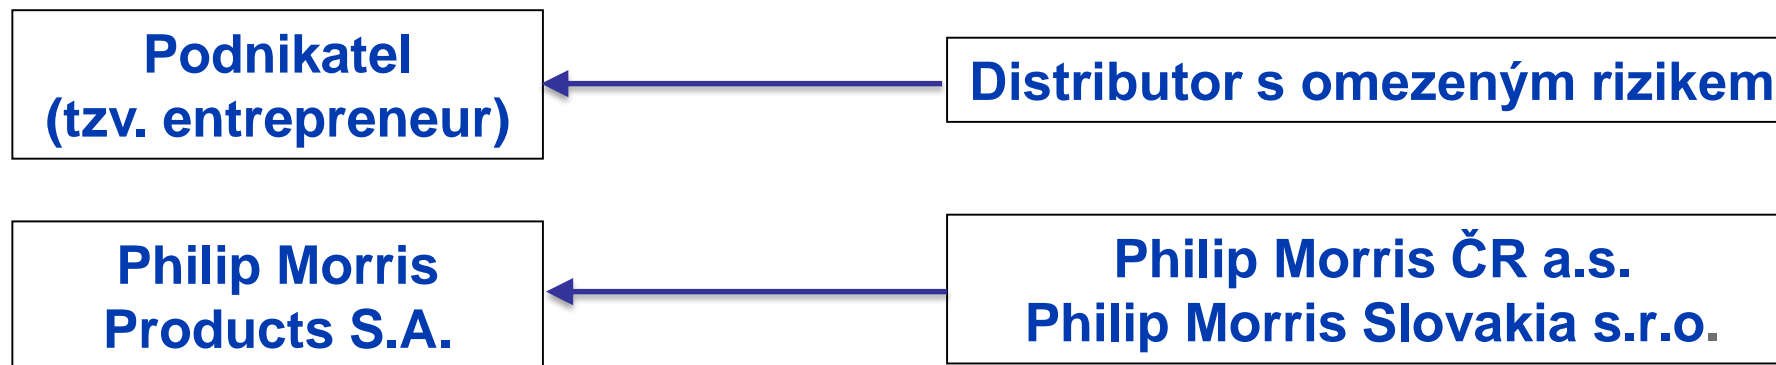 Podnikatel
(tzv. entrepreneur)
Distributor s omezeným rizikem
Philip Morris
Products S.A.
Philip Morris ČR a.s.
Philip Morris Slovakia s.r.o.